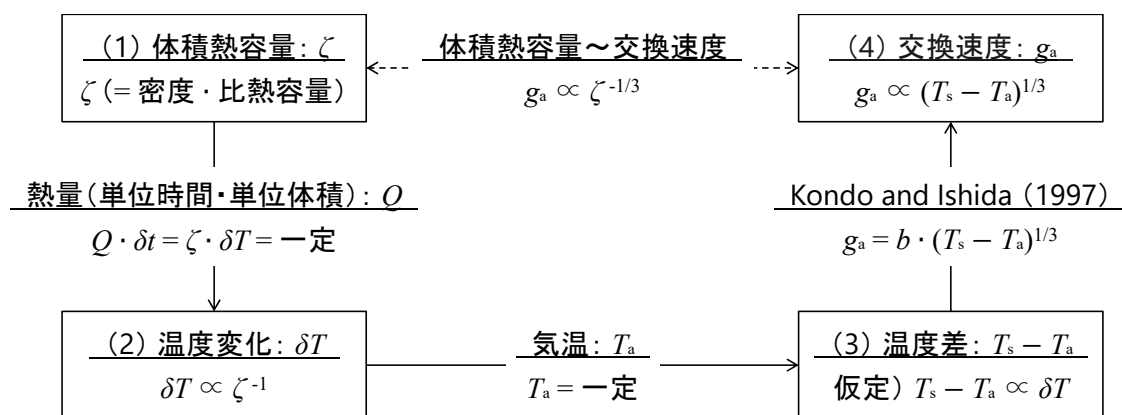 (1) 体積熱容量: ζ
ζ (= 密度 · 比熱容量)
体積熱容量～交換速度
gₐ ∝ ζ⁻¹/³
(4) 交換速度: gₐ
gₐ ∝ (Tₛ − Tₐ)¹/³
熱量(単位時間・単位体積): Q
Q · δt = ζ · δT = 一定
Kondo and Ishida (1997)
gₐ = b · (Tₛ − Tₐ)¹/³
(2) 温度変化: δT
δT ∝ ζ⁻¹
気温: Tₐ
Tₐ = 一定
(3) 温度差: Tₛ − Tₐ
仮定) Tₛ − Tₐ ∝ δT